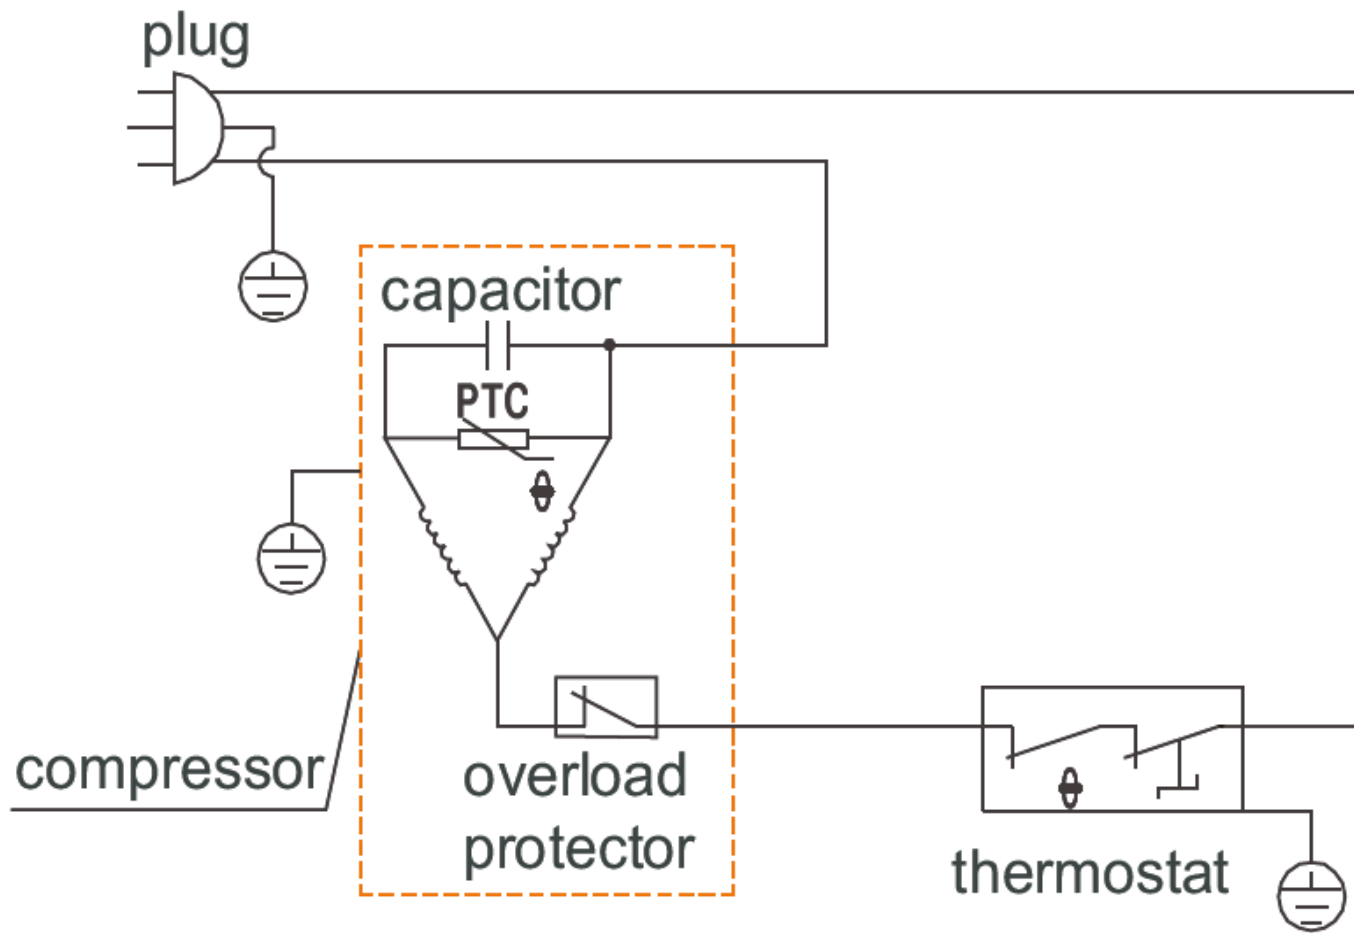 plug
capacitor
PTC
θ
compressor
overload
protector
θ
thermostat